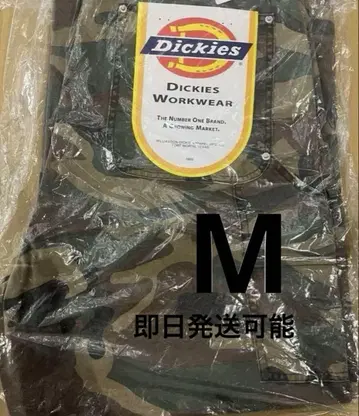 Dickies
DICKIES
WORKWEAR
THE NUMBER ONE BRAND.
A GROWING MARKET.
M
即日発送可能